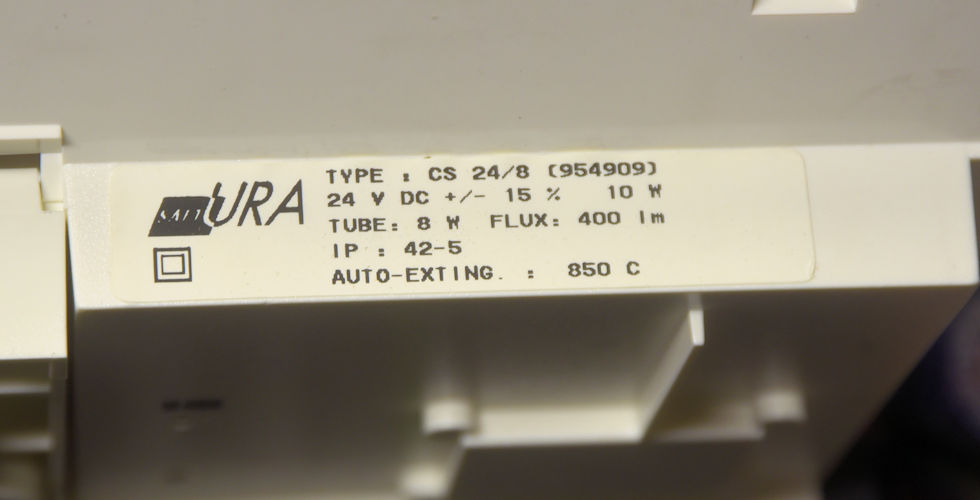 URA
TYPE : CS 24/8 (954909)
24 V DC +/- 15 % 10 W
TUBE: 8 W FLUX: 400 lm
IP : 42-5
AUTO-EXTING. : 850 C